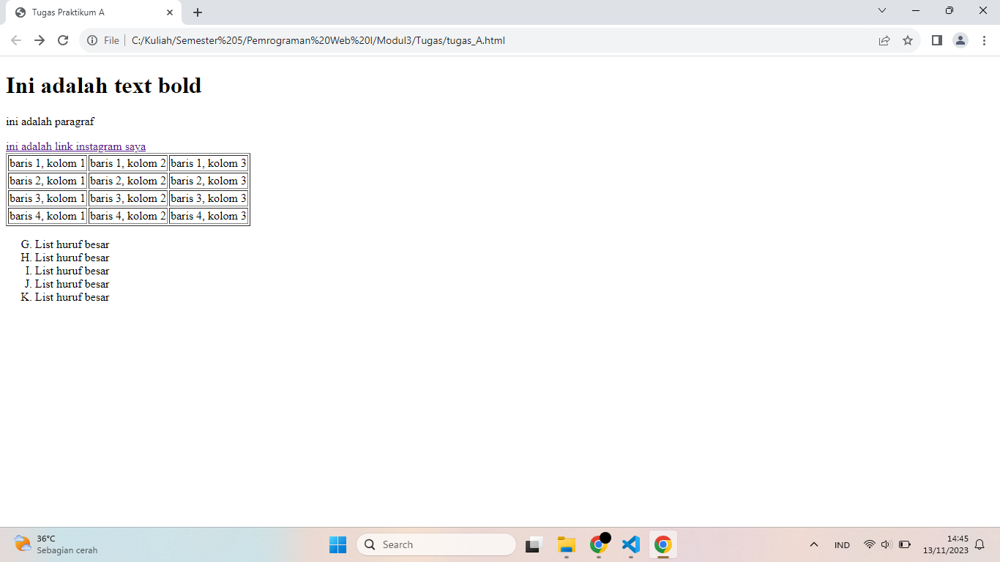 Tugas Praktikum A
File
C:/Kuliah/Semester%205/Pemrograman%20Web%20I/Modul3/Tugas/tugas_A.html
Ini adalah text bold
ini adalah paragraf
ini adalah link instagram saya
baris 1, kolom 1 baris 1, kolom 2 baris 1, kolom 3
baris 2, kolom 1 baris 2, kolom 2 baris 2, kolom 3
baris 3, kolom 1 baris 3, kolom 2 baris 3, kolom 3
baris 4, kolom 1 baris 4, kolom 2 baris 4, kolom 3
G. List huruf besar
H. List huruf besar
I. List huruf besar
J. List huruf besar
K. List huruf besar
36°C
Sebagian cerah
Search
IND
14:45
13/11/2023